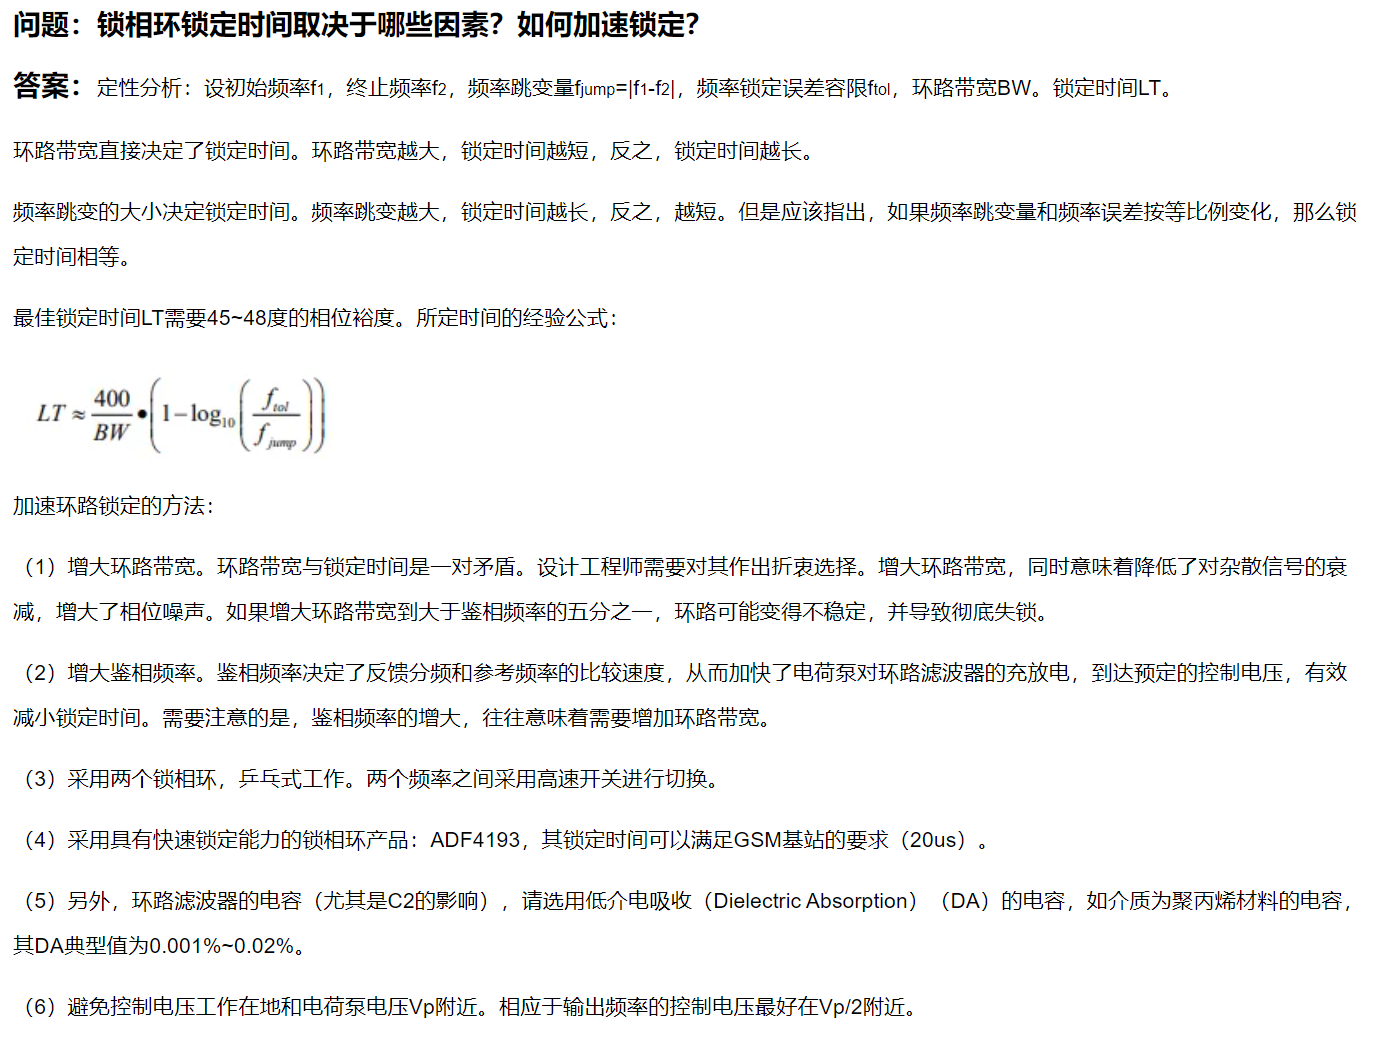 问题：锁相环锁定时间取决于哪些因素？如何加速锁定？
答案：定性分析：设初始频率f1，终止频率f2，频率跳变量fjump=|f1-f2|，频率锁定误差容限ftol，环路带宽BW。锁定时间LT。
环路带宽直接决定了锁定时间。环路带宽越大，锁定时间越短，反之，锁定时间越长。
频率跳变的大小决定锁定时间。频率跳变越大，锁定时间越长，反之，越短。但是应该指出，如果频率跳变量和频率误差按等比例变化，那么锁
定时间相等。
最佳锁定时间LT需要45~48度的相位裕度。所定时间的经验公式：
LT ≈ 400/BW • (1−log10(ftol/fjump))
加速环路锁定的方法：
（1）增大环路带宽。环路带宽与锁定时间是一对矛盾。设计工程师需要对其作出折衷选择。增大环路带宽，同时意味着降低了对杂散信号的衰
减，增大了相位噪声。如果增大环路带宽到大于鉴相频率的五分之一，环路可能变得不稳定，并导致彻底失锁。
（2）增大鉴相频率。鉴相频率决定了反馈分频和参考频率的比较速度，从而加快了电荷泵对环路滤波器的充放电，到达预定的控制电压，有效
减小锁定时间。需要注意的是，鉴相频率的增大，往往意味着需要增加环路带宽。
（3）采用两个锁相环，乒乓式工作。两个频率之间采用高速开关进行切换。
（4）采用具有快速锁定能力的锁相环产品：ADF4193，其锁定时间可以满足GSM基站的要求（20us）。
（5）另外，环路滤波器的电容（尤其是C2的影响），请选用低介电吸收（Dielectric Absorption）（DA）的电容，如介质为聚丙烯材料的电容，
其DA典型值为0.001%~0.02%。
（6）避免控制电压工作在地和电荷泵电压Vp附近。相应于输出频率的控制电压最好在Vp/2附近。